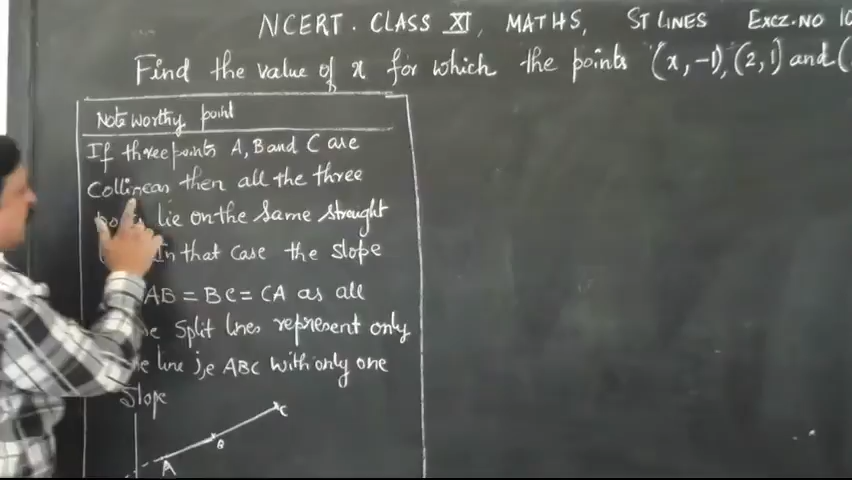 NCERT. CLASS XI, MATHS, ST LINES EXCZ.NO 10
Find the value of x for which the points (x,-1), (2,1) and (
Note worthy point
If three points A, B and C are
Collinear then all the three
lie on the same straight
In that case the slope
AB = BC = CA as all
Split lines represent only
line i,e ABC with only one
Slope
C
B
A